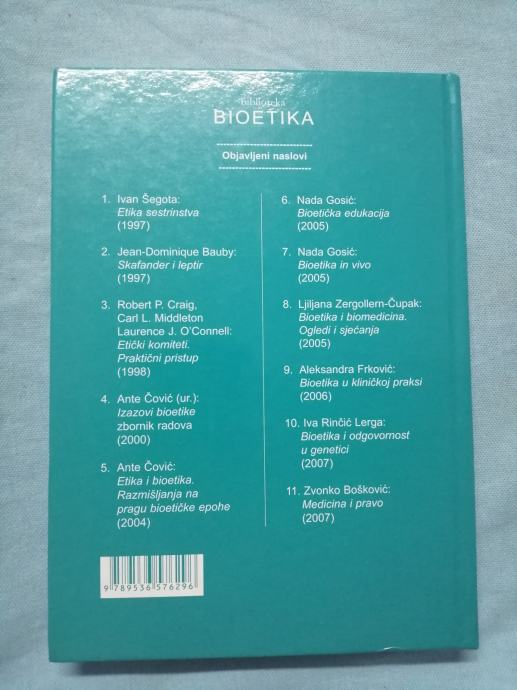 biblioteka
BIOETIKA
Objavljeni naslovi
1. Ivan Šegota:
Etika sestrinstva
(1997)
2. Jean-Dominique Bauby:
Skafander i leptir
(1997)
3. Robert P. Craig,
Carl L. Middleton
Laurence J. O'Connell:
Etički komiteti.
Praktični pristup
(1998)
4. Ante Čović (ur.):
Izazovi bioetike
zbornik radova
(2000)
5. Ante Čović:
Etika i bioetika.
Razmišljanja na
pragu bioetičke epohe
(2004)
6. Nada Gosić:
Bioetička edukacija
(2005)
7. Nada Gosić:
Bioetika in vivo
(2005)
8. Ljiljana Zergollern-Čupak:
Bioetika i biomedicina.
Ogledi i sjećanja
(2005)
9. Aleksandra Frković:
Bioetika u kliničkoj praksi
(2006)
10. Iva Rinčić Lerga:
Bioetika i odgovornost
u genetici
(2007)
11. Zvonko Bošković:
Medicina i pravo
(2007)
9 789536 576296